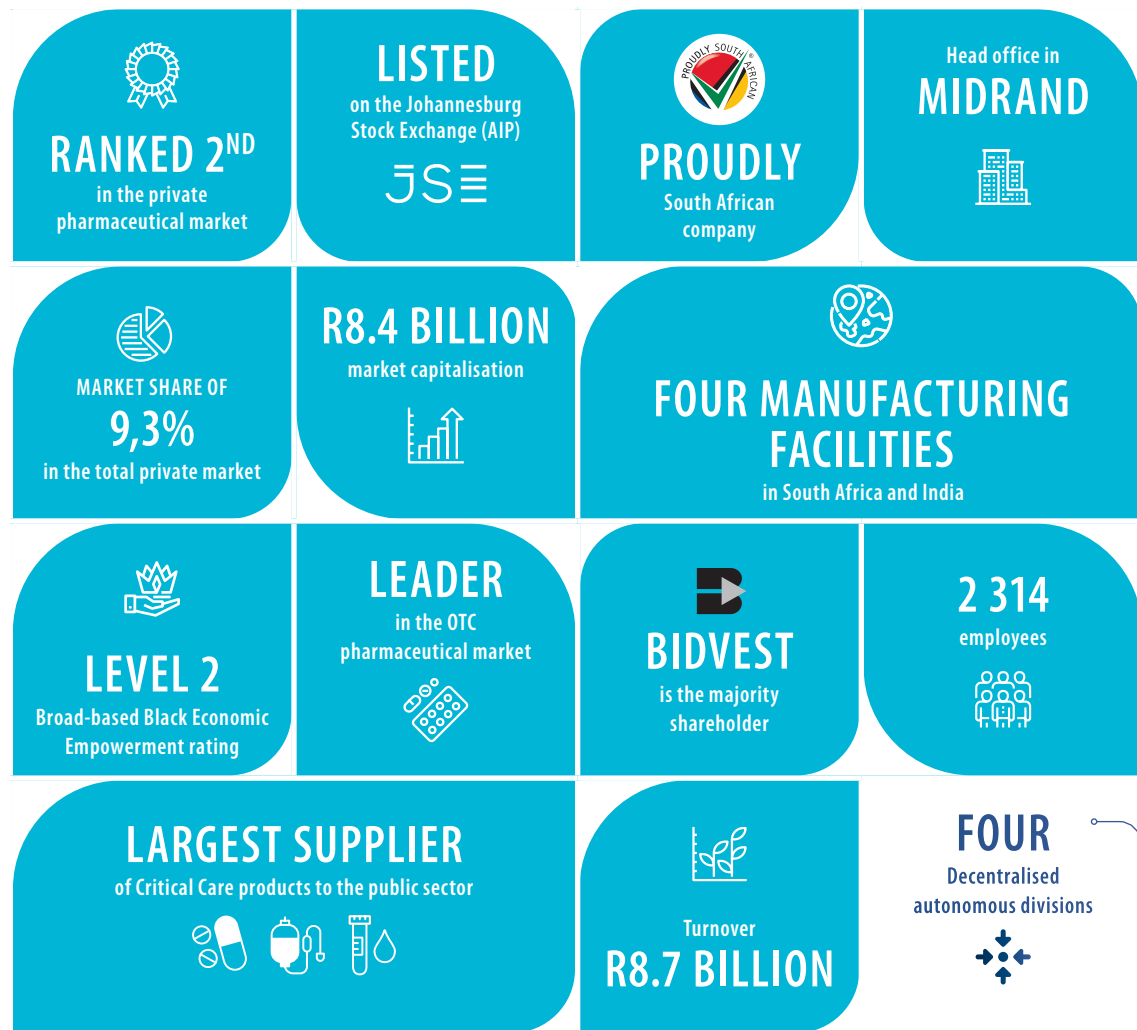 RANKED 2ND
in the private
pharmaceutical market
LISTED
on the Johannesburg
Stock Exchange (AIP)
JSE
PROUDLY SOUTH AFRICAN
®
PROUDLY
South African
company
Head office in
MIDRAND
MARKET SHARE OF
9,3%
in the total private market
R8.4 BILLION
market capitalisation
FOUR MANUFACTURING
FACILITIES
in South Africa and India
LEVEL 2
Broad-based Black Economic
Empowerment rating
LEADER
in the OTC
pharmaceutical market
BIDVEST
is the majority
shareholder
2 314
employees
LARGEST SUPPLIER
of Critical Care products to the public sector
Turnover
R8.7 BILLION
FOUR
Decentralised
autonomous divisions